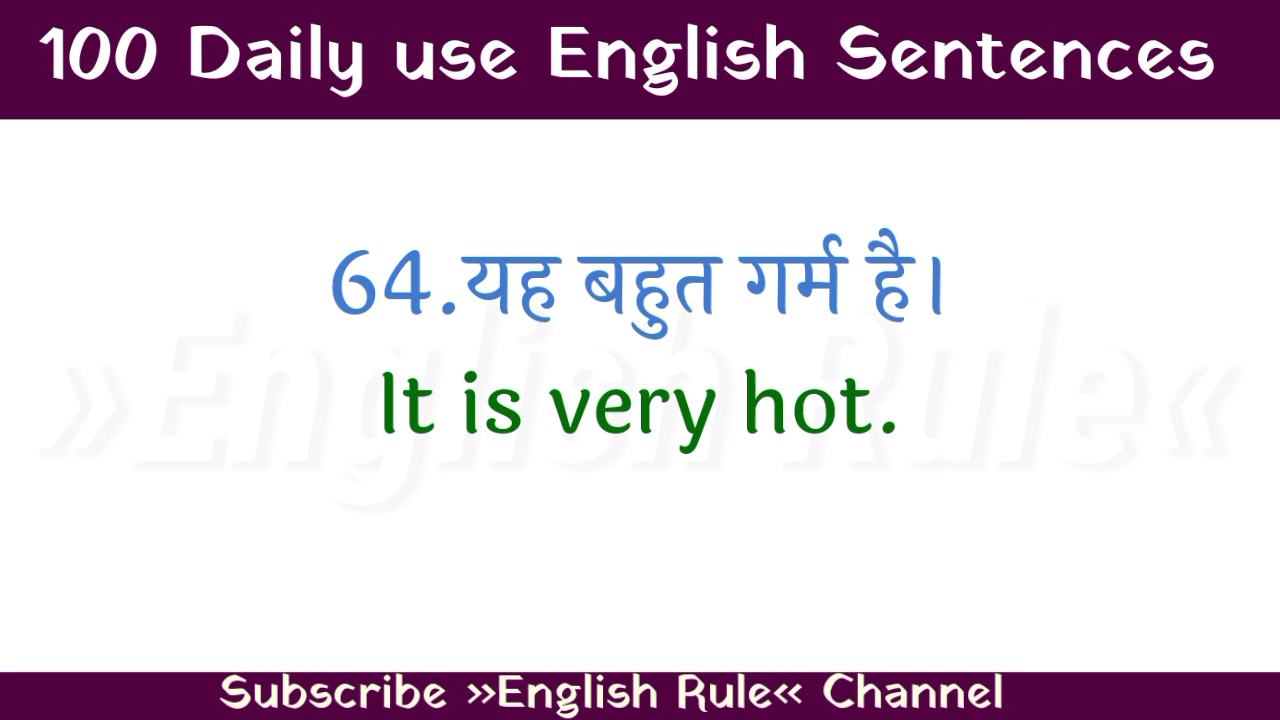 100 Daily use English Sentences
64.यह बहुत गर्म है।
It is very hot.
»English Rule«
Subscribe »English Rule« Channel